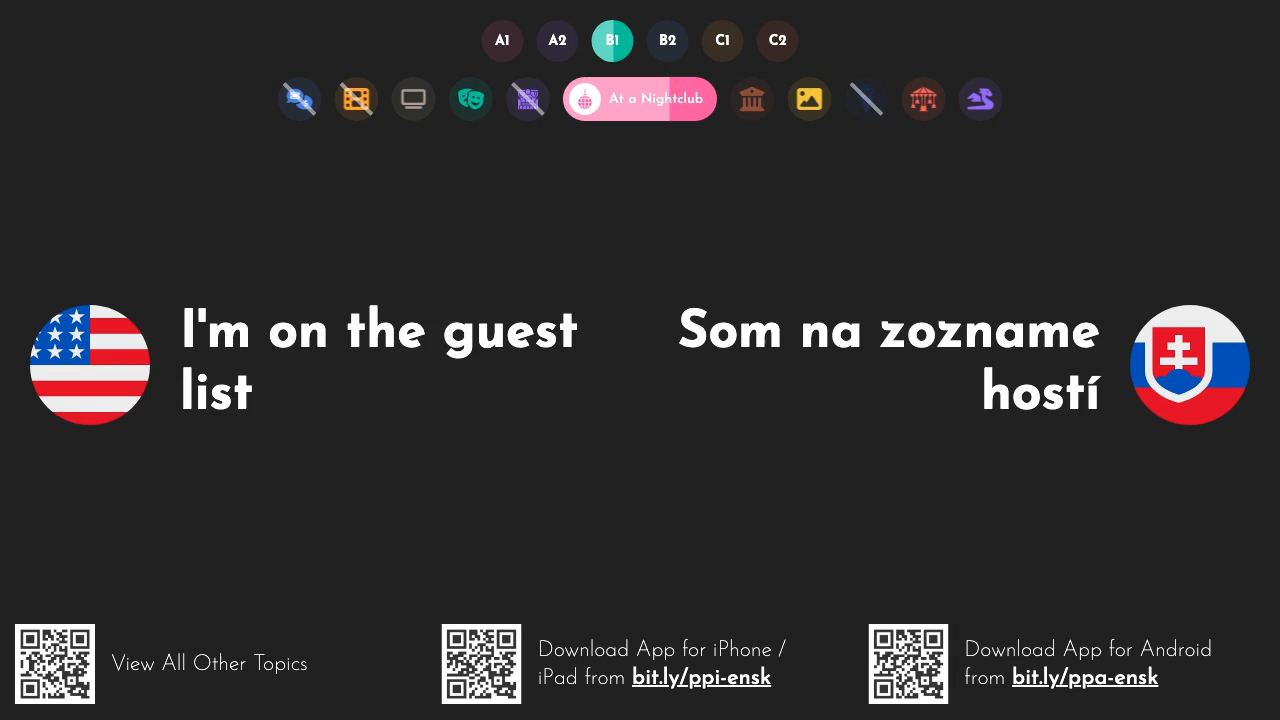 A1 A2 B1 B2 C1 C2
At a Nightclub
I'm on the guest
list
Som na zozname
hostí
View All Other Topics
Download App for iPhone /
iPad from bit.ly/ppi-ensk
Download App for Android
from bit.ly/ppa-ensk